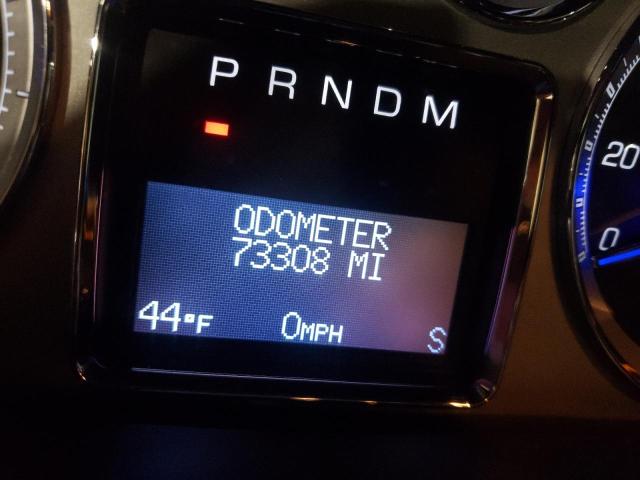 P R N D M
ODOMETER
73308 MI
44°F 0MPH S
20
0